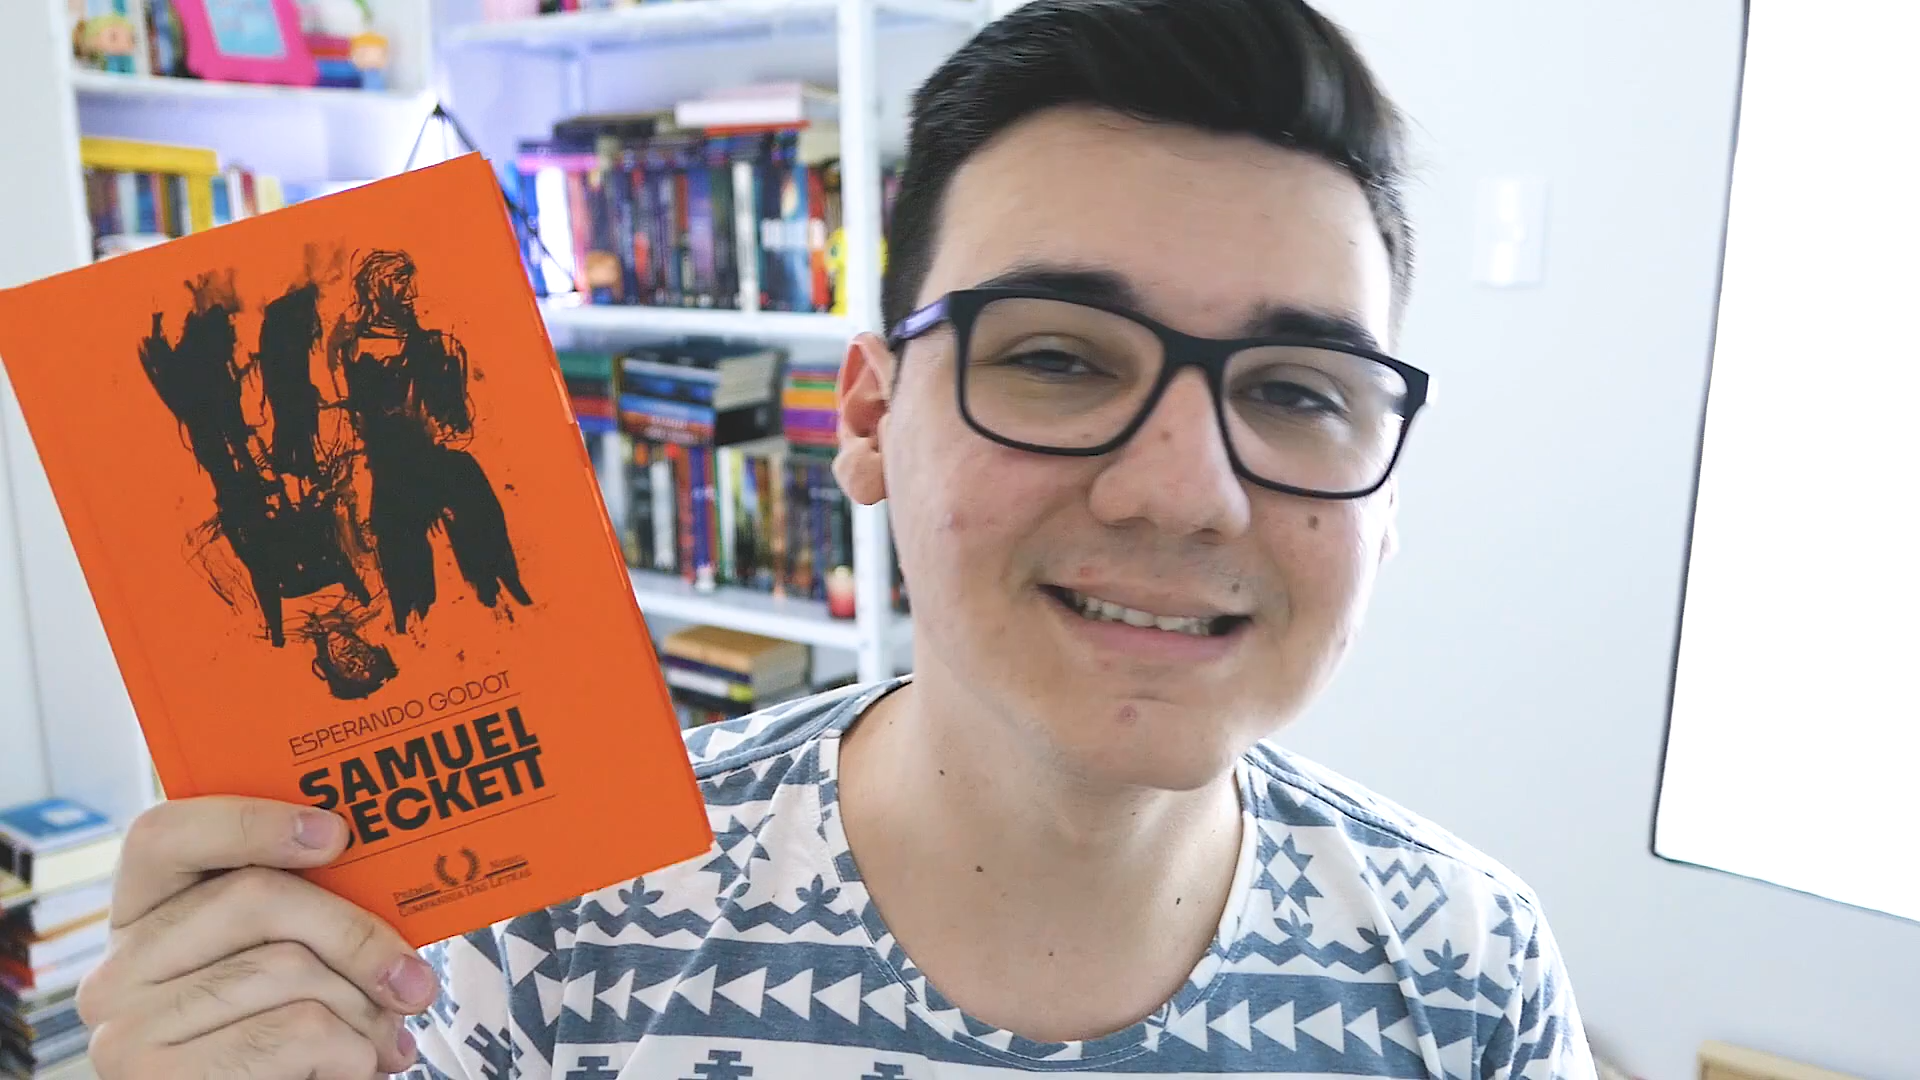 ESPERANDO GODOT
SAMUEL
BECKETT
PRÊMIO NOBEL
COMPANHIA DAS LETRAS